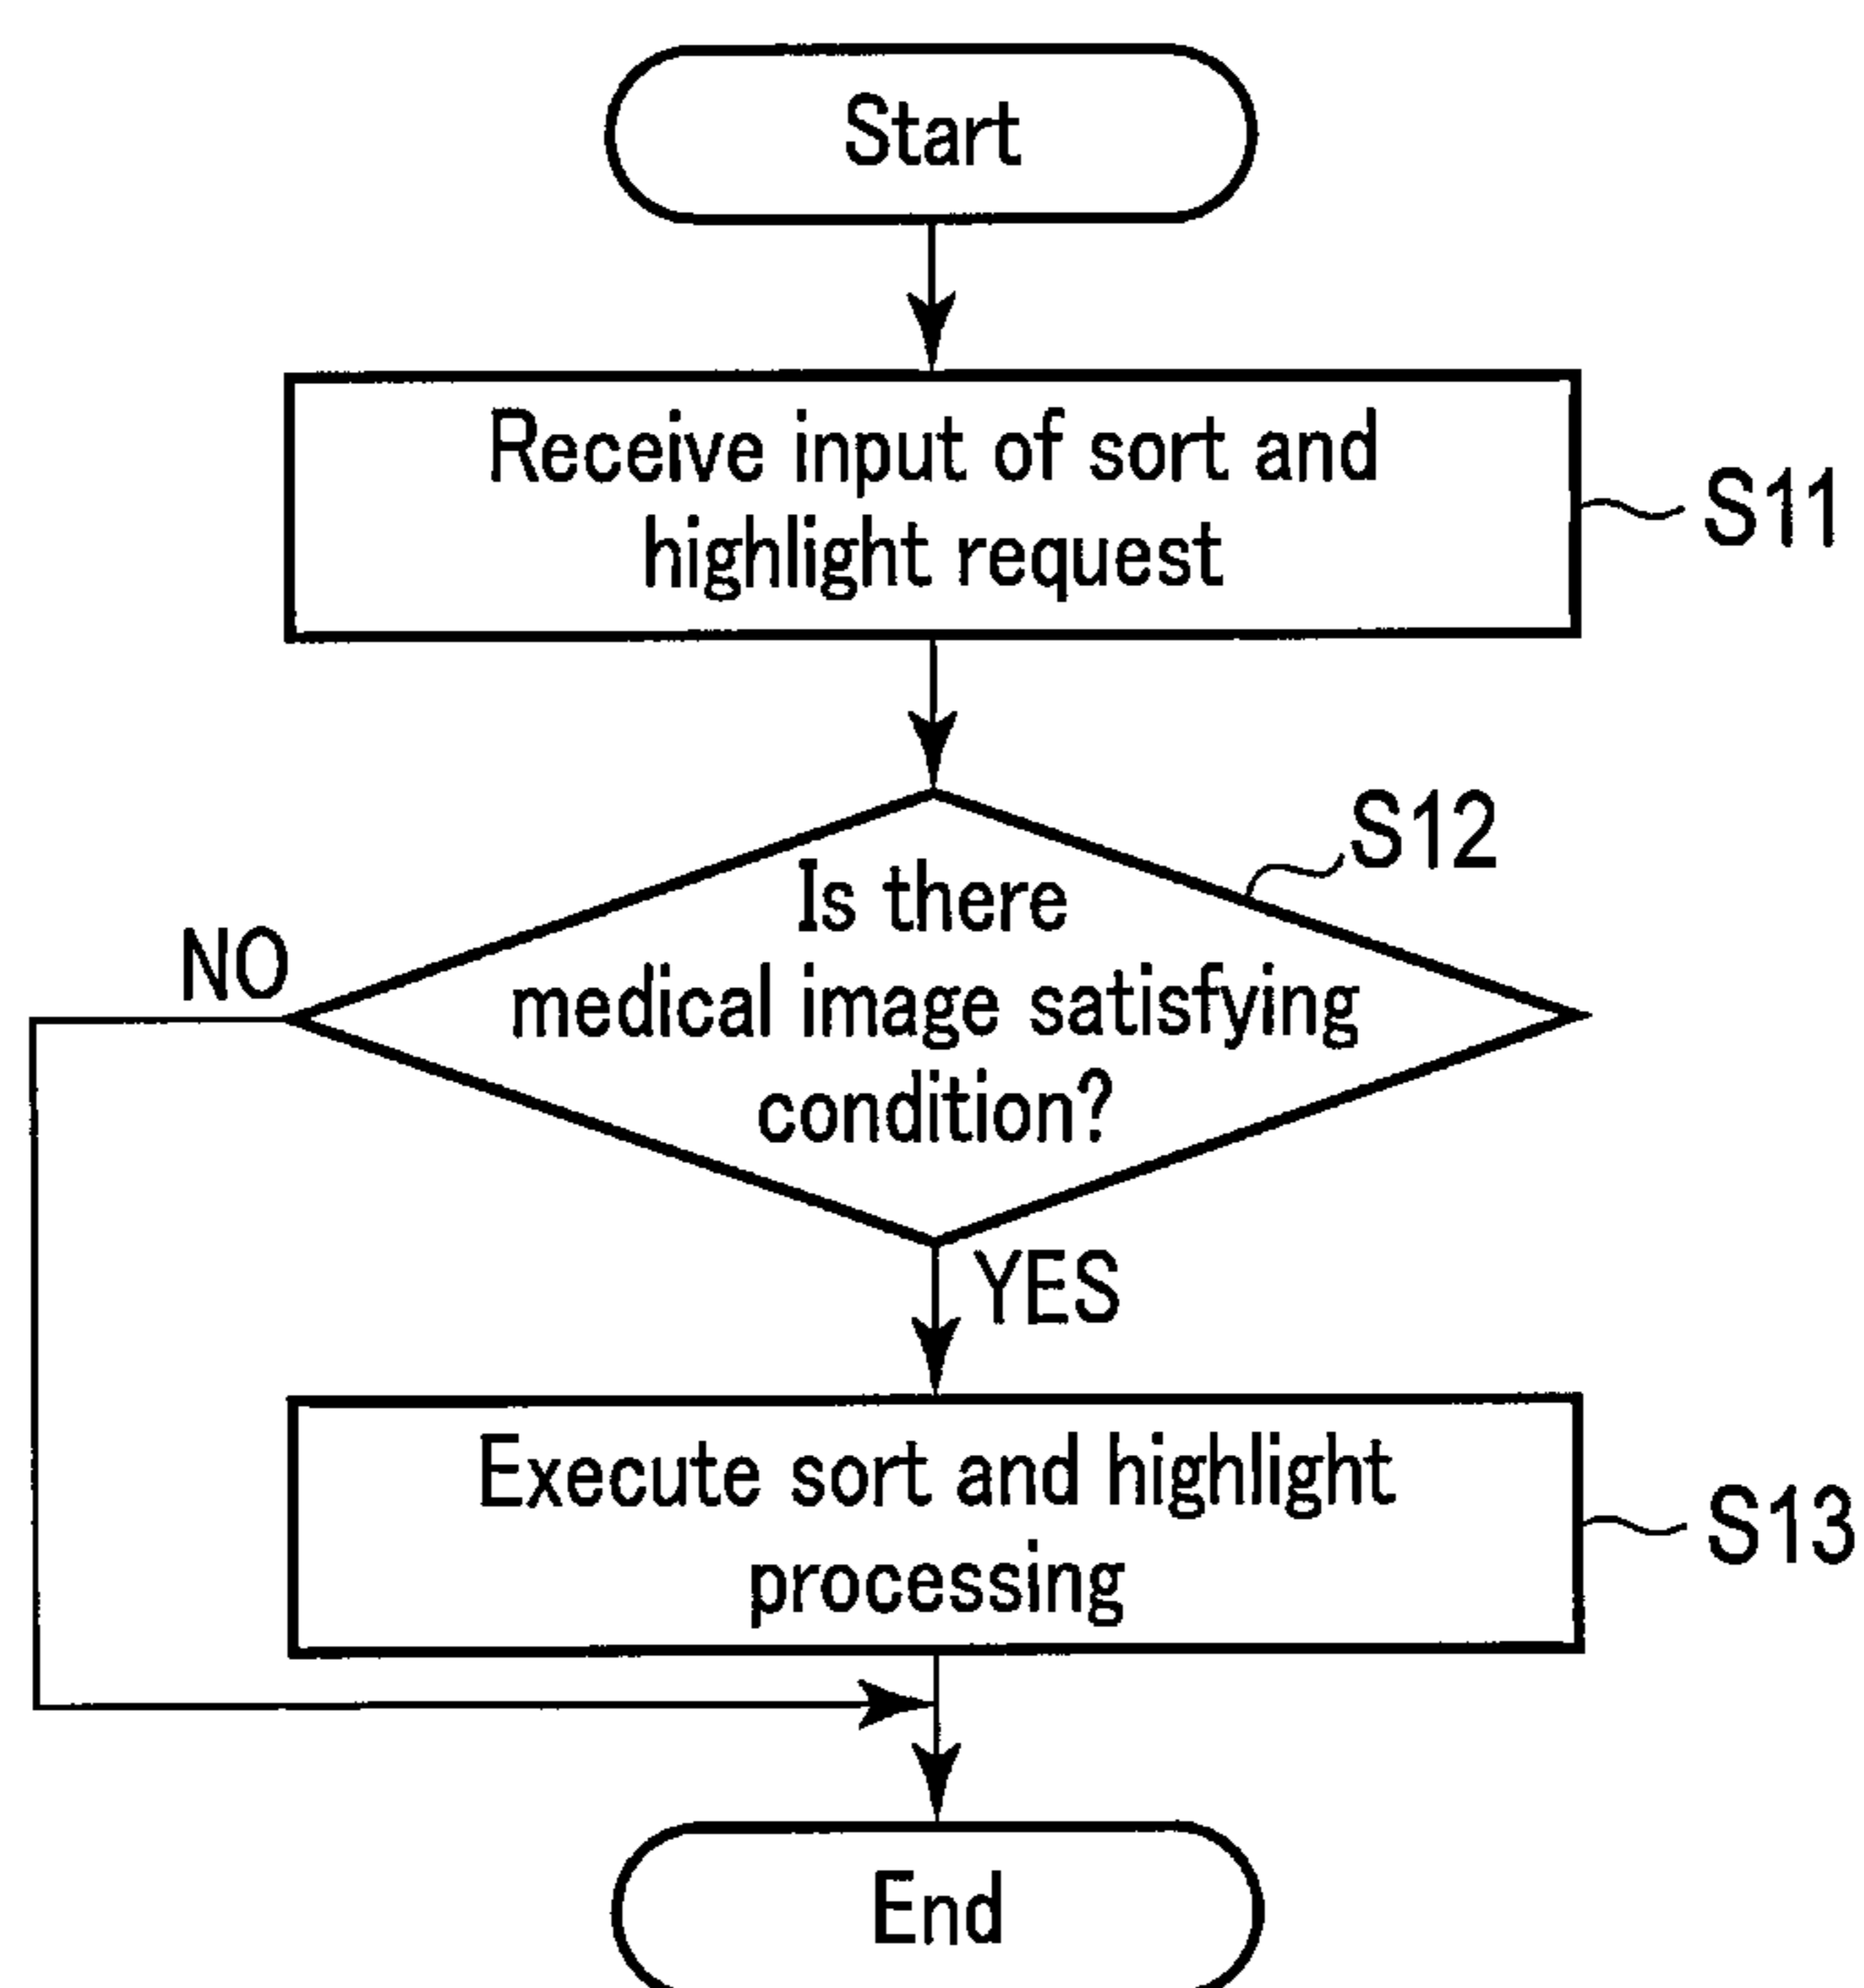 Start
Receive input of sort and
highlight request
S11
S12
Is there
medical image satisfying
condition?
NO
YES
Execute sort and highlight
processing
S13
End